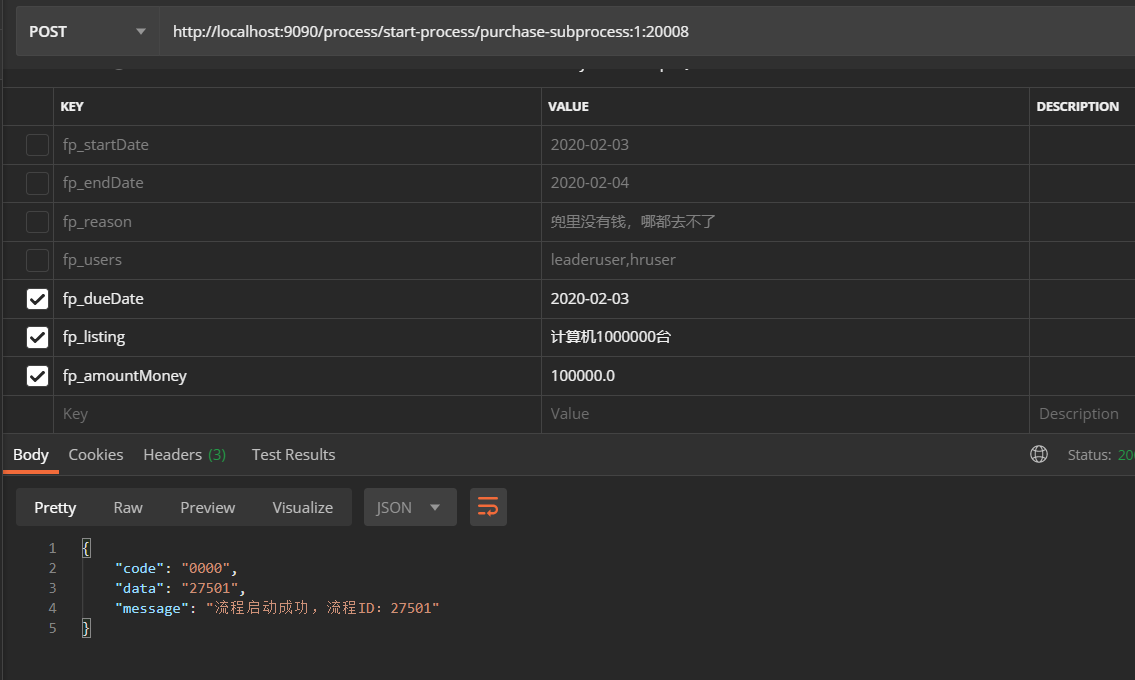 POST http://localhost:9090/process/start-process/purchase-subprocess:1:20008
KEY VALUE DESCRIPTION
fp_startDate 2020-02-03
fp_endDate 2020-02-04
fp_reason 兜里没有钱，哪都去不了
fp_users leaderuser,hruser
fp_dueDate 2020-02-03
fp_listing 计算机1000000台
fp_amountMoney 100000.0
Key Value Description
Body Cookies Headers (3) Test Results Status: 200
Pretty Raw Preview Visualize JSON
1 {
2 "code": "0000",
3 "data": "27501",
4 "message": "流程启动成功，流程ID：27501"
5 }